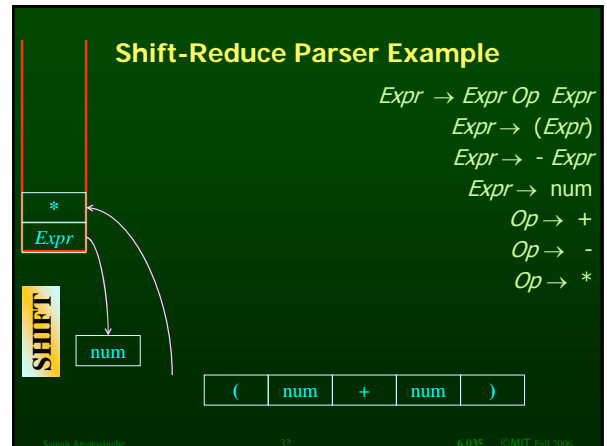 Shift-Reduce Parser Example
Expr → Expr Op Expr
Expr → (Expr)
Expr → - Expr
Expr → num
Op → +
Op → -
Op → *
*
Expr
SHIFT
num
( num + num )
Saman Amarasinghe 32 6.035 ©MIT Fall 2006